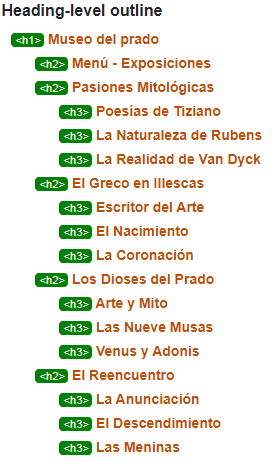 Heading-level outline
<h1> Museo del prado
<h2> Menú - Exposiciones
<h2> Pasiones Mitológicas
<h3> Poesías de Tiziano
<h3> La Naturaleza de Rubens
<h3> La Realidad de Van Dyck
<h2> El Greco en Illescas
<h3> Escritor del Arte
<h3> El Nacimiento
<h3> La Coronación
<h2> Los Dioses del Prado
<h3> Arte y Mito
<h3> Las Nueve Musas
<h3> Venus y Adonis
<h2> El Reencuentro
<h3> La Anunciación
<h3> El Descendimiento
<h3> Las Meninas